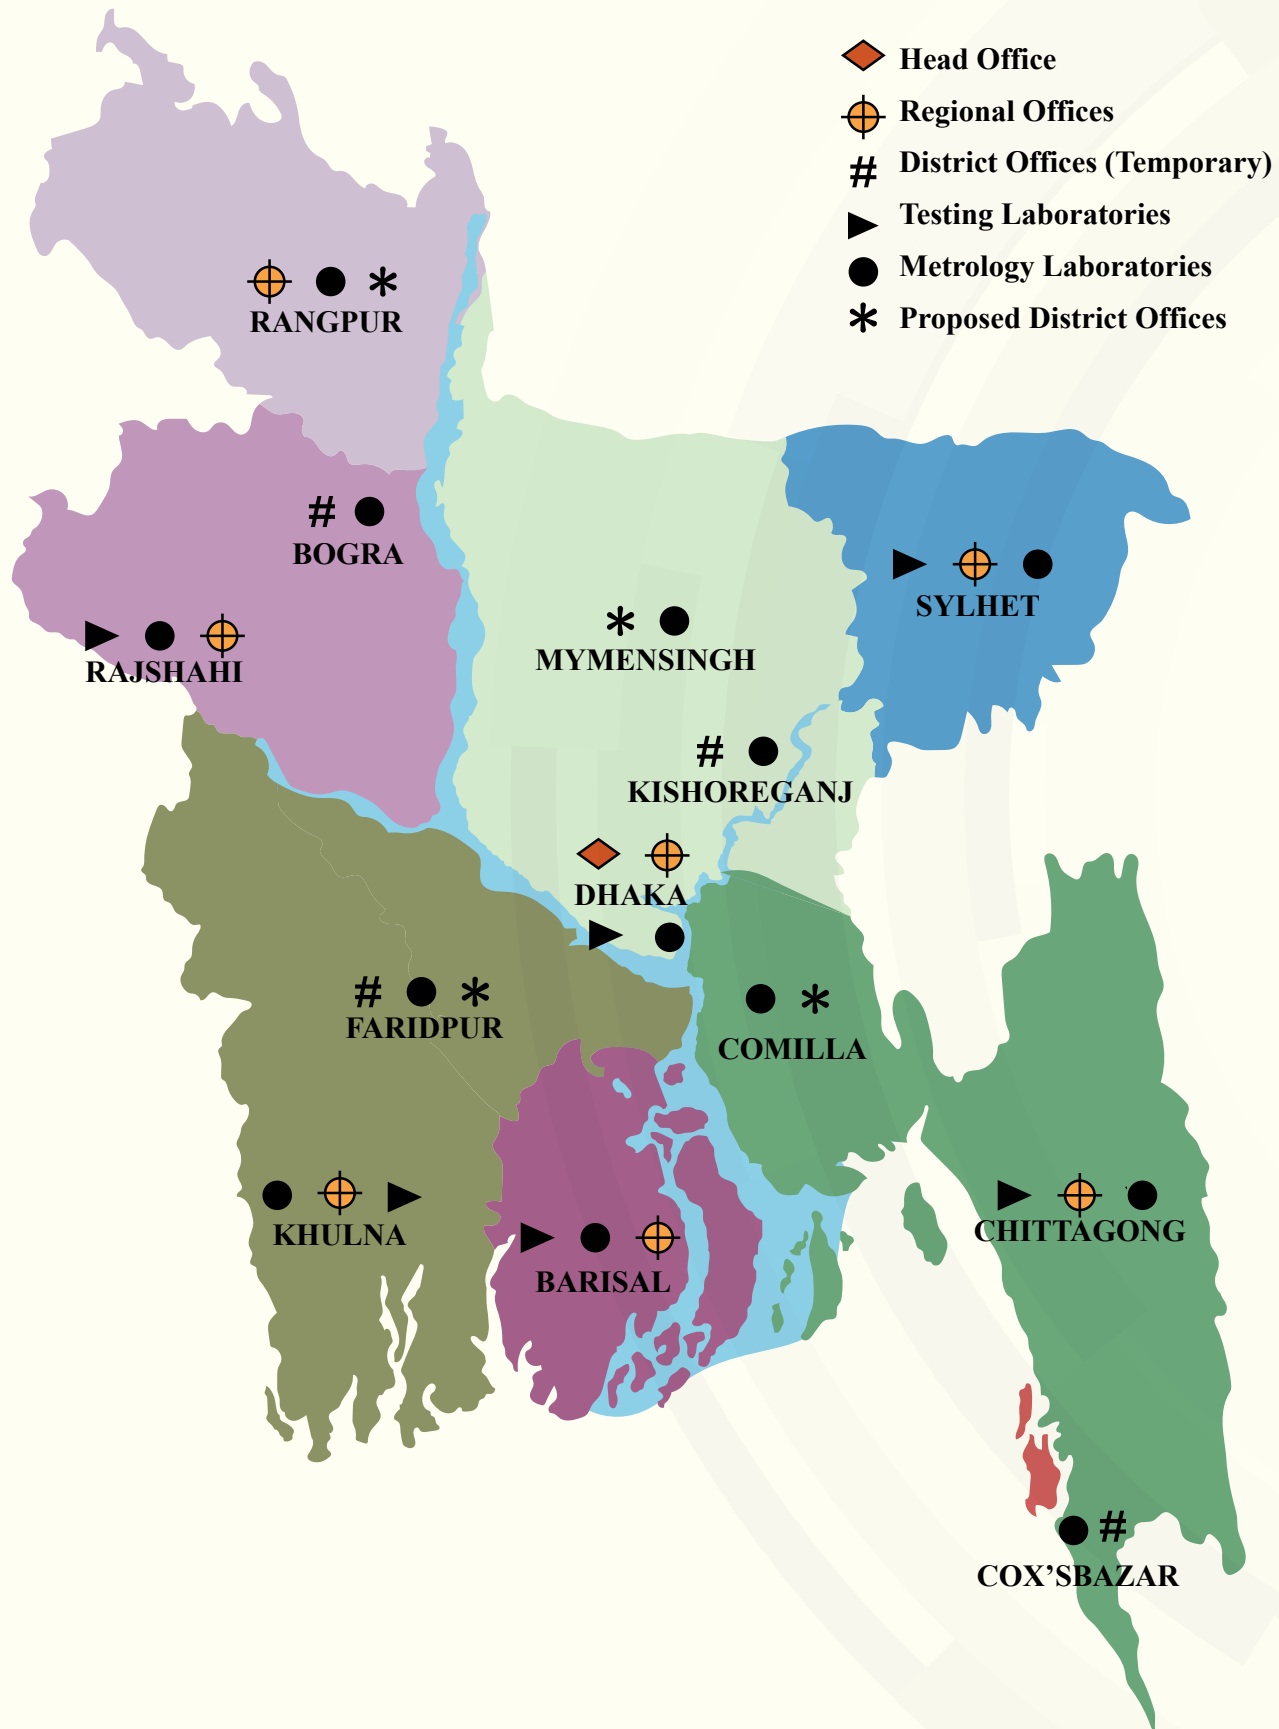 Head Office
Regional Offices
# District Offices (Temporary)
Testing Laboratories
Metrology Laboratories
* Proposed District Offices
*
RANGPUR
#
BOGRA
SYLHET
*
MYMENSINGH
RAJSHAHI
#
KISHOREGANJ
DHAKA
# *
FARIDPUR
*
COMILLA
KHULNA
CHITTAGONG
BARISAL
#
COX’SBAZAR